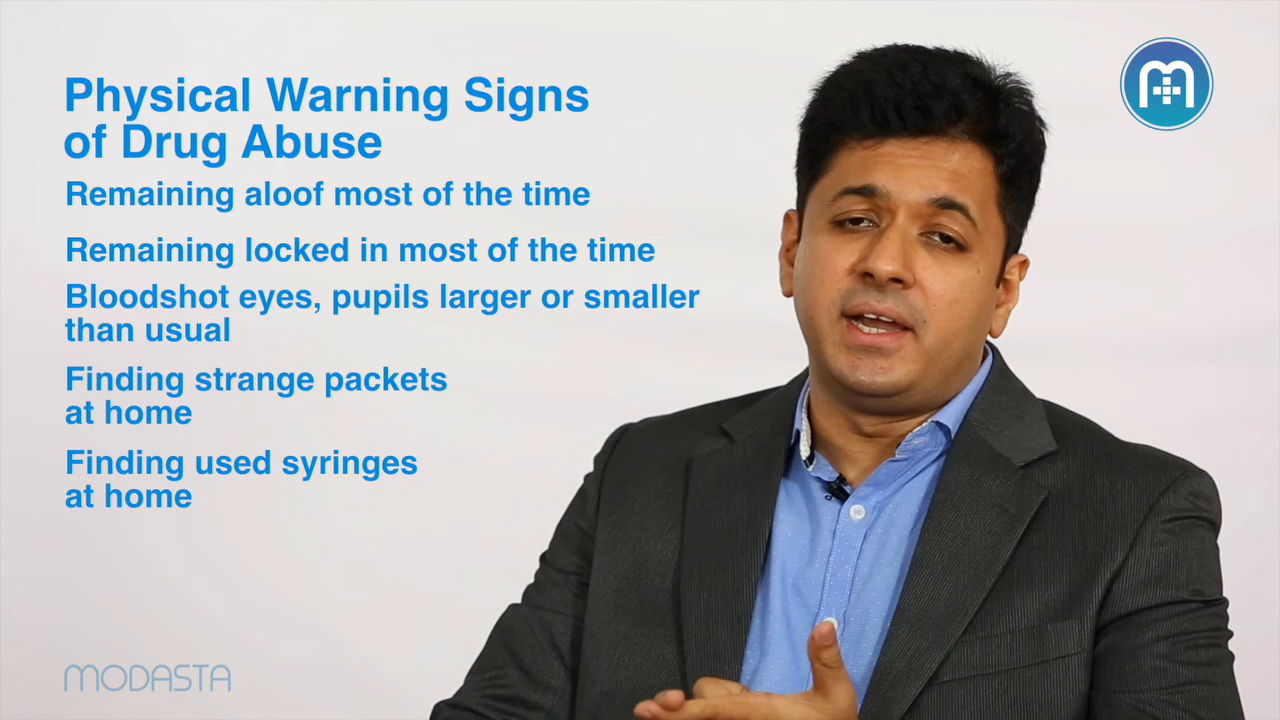 Physical Warning Signs
of Drug Abuse
Remaining aloof most of the time
Remaining locked in most of the time
Bloodshot eyes, pupils larger or smaller
than usual
Finding strange packets
at home
Finding used syringes
at home
MODASTA
M